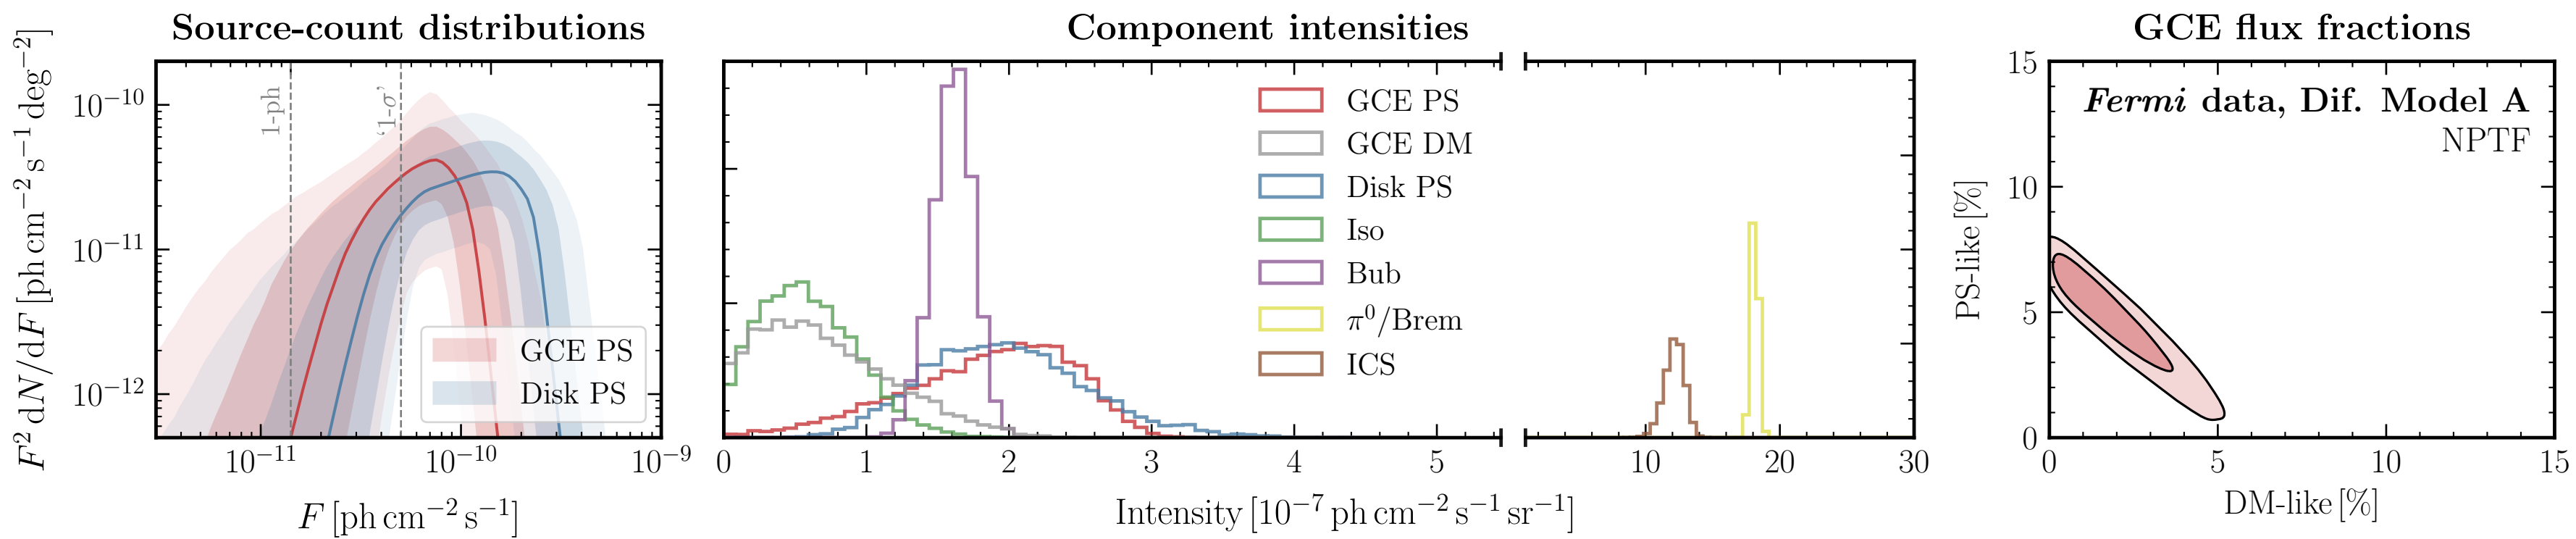 Source-count distributions
F² dN/dF [ph cm⁻² s⁻¹ deg⁻²]
10⁻¹⁰
10⁻¹¹
10⁻¹²
1-ph
‘1-σ’
GCE PS
Disk PS
10⁻¹¹ 10⁻¹⁰ 10⁻⁹
F [ph cm⁻² s⁻¹]
Component intensities
GCE PS
GCE DM
Disk PS
Iso
Bub
π⁰/Brem
ICS
0 1 2 3 4 5 10 20 30
Intensity [10⁻⁷ ph cm⁻² s⁻¹ sr⁻¹]
GCE flux fractions
Fermi data, Dif. Model A
NPTF
PS-like [%]
15
10
5
0
0 5 10 15
DM-like [%]